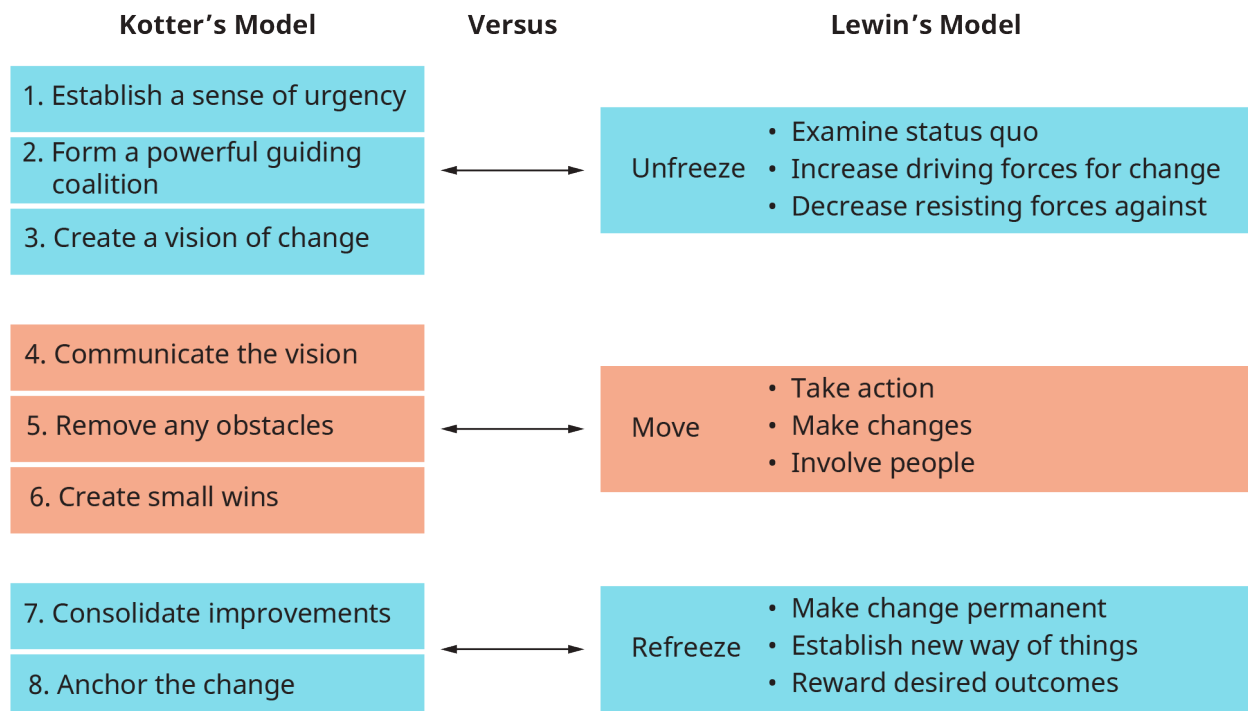 Kotter’s Model
Versus
Lewin’s Model
1. Establish a sense of urgency
2. Form a powerful guiding
coalition
3. Create a vision of change
Unfreeze
• Examine status quo
• Increase driving forces for change
• Decrease resisting forces against
4. Communicate the vision
5. Remove any obstacles
6. Create small wins
Move
• Take action
• Make changes
• Involve people
7. Consolidate improvements
8. Anchor the change
Refreeze
• Make change permanent
• Establish new way of things
• Reward desired outcomes